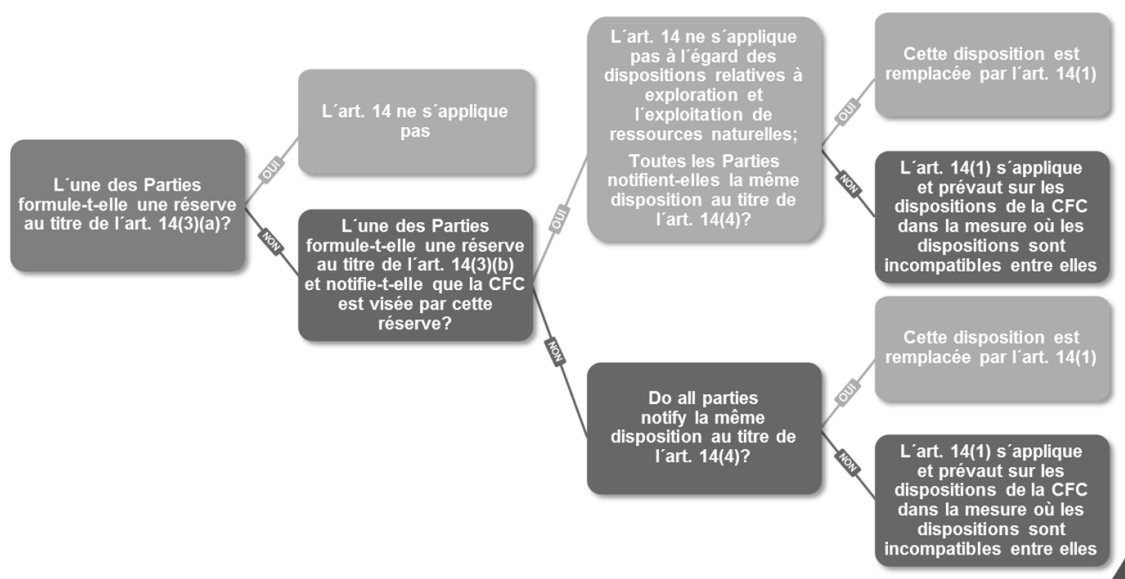 L´une des Parties
formule-t-elle une réserve
au titre de l´art. 14(3)(a)?
OUI
L´art. 14 ne s´applique
pas
NON
L´une des Parties
formule-t-elle une réserve
au titre de l´art. 14(3)(b)
et notifie-t-elle que la CFC
est visée par cette
réserve?
OUI
L´art. 14 ne s´applique
pas à l´égard des
dispositions relatives à
exploration et
l´exploitation de
ressources naturelles;
Toutes les Parties
notifient-elles la même
disposition au titre de
l´art. 14(4)?
OUI
Cette disposition est
remplacée par l´art. 14(1)
NON
L´art. 14(1) s´applique
et prévaut sur les
dispositions de la CFC
dans la mesure où les
dispositions sont
incompatibles entre elles
NON
Do all parties
notify la même
disposition au titre de
l´art. 14(4)?
OUI
Cette disposition est
remplacée par l´art. 14(1)
NON
L´art. 14(1) s´applique
et prévaut sur les
dispositions de la CFC
dans la mesure où les
dispositions sont
incompatibles entre elles